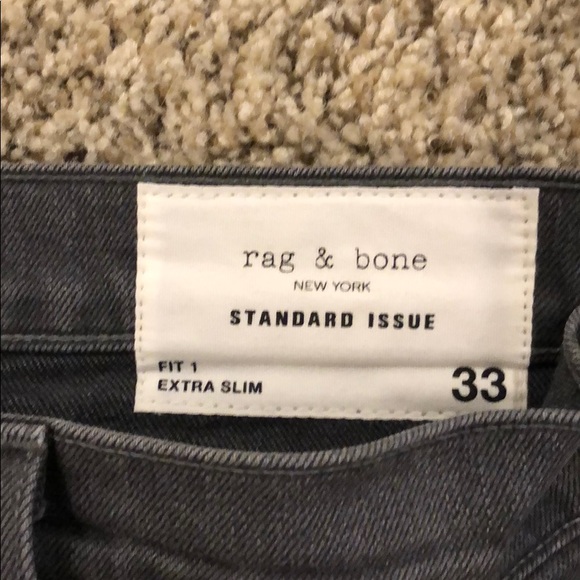 rag & bone
NEW YORK
STANDARD ISSUE
FIT 1
EXTRA SLIM
33